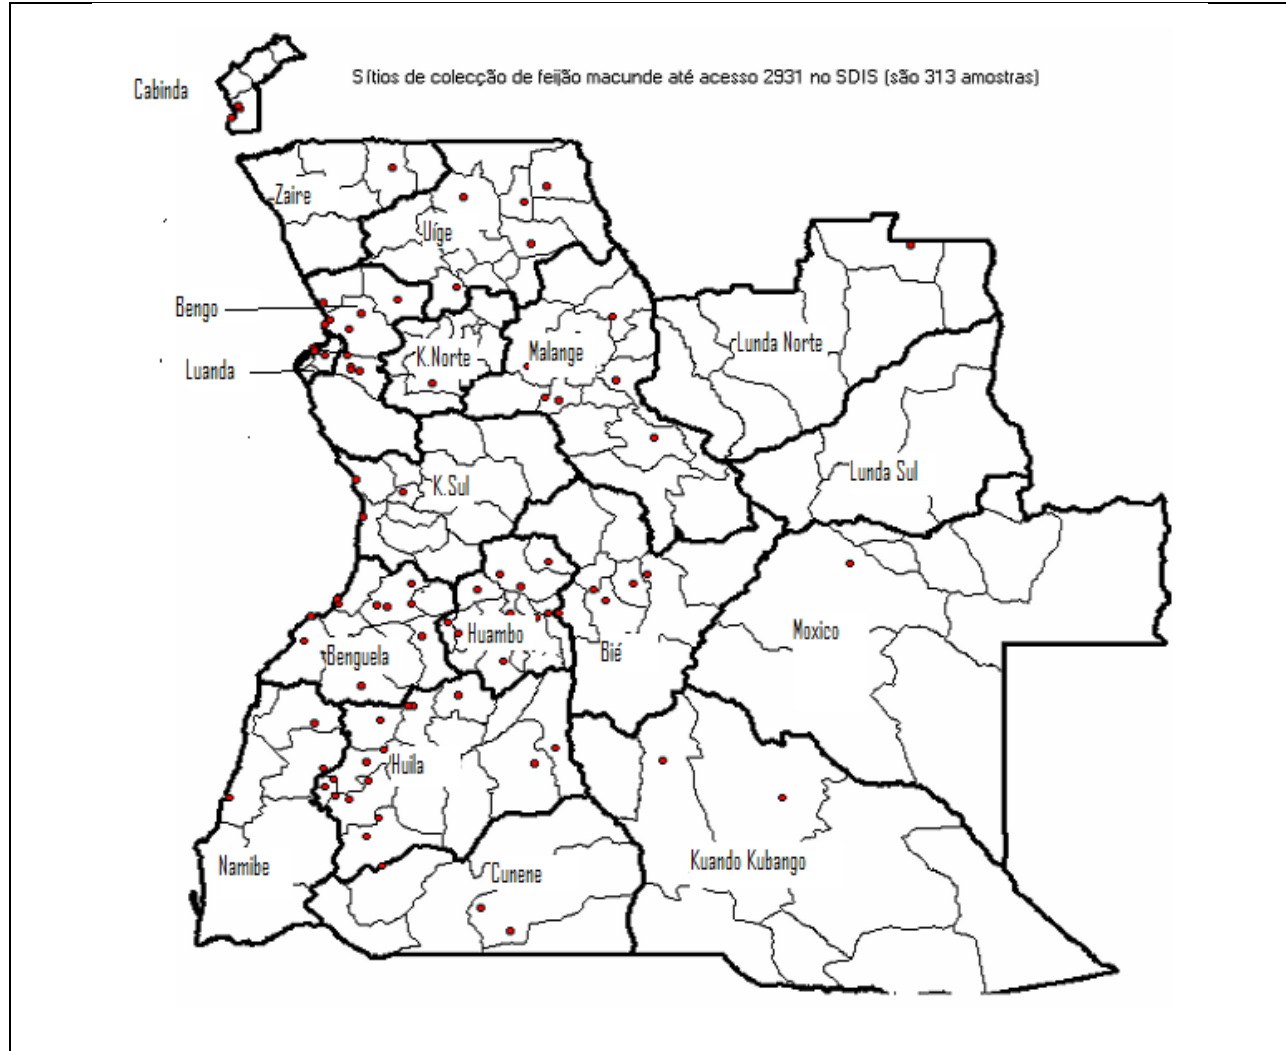 Sítios de colecção de feijão macunde até acesso 2931 no SDIS (são 313 amostras)
Cabinda
Zaire
Uíge
Bengo
Luanda
K.Norte
Malange
Lunda Norte
Lunda Sul
K.Sul
Huambo
Benguela
Bié
Moxico
Huila
Namibe
Cunene
Kuando Kubango